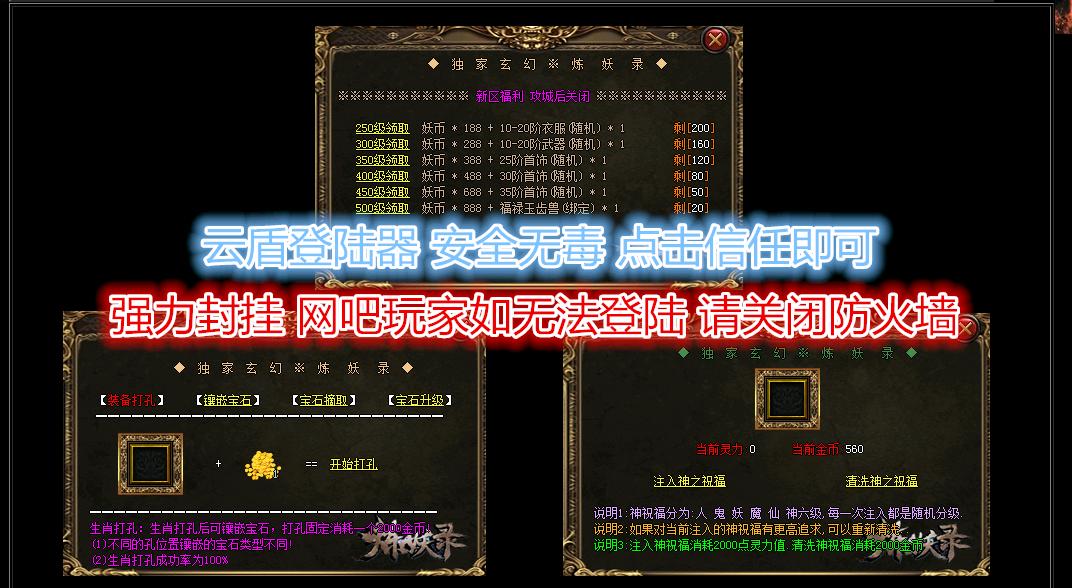 ◆ 独 家 玄 幻 ※ 炼 妖 录 ◆
※※※※※※※※※※※ 新区福利 攻城后关闭 ※※※※※※※※※※※
250级领取 妖币 * 188 + 10-20阶衣服(随机) * 1 剩[200]
300级领取 妖币 * 288 + 10-20阶武器(随机) * 1 剩[160]
350级领取 妖币 * 388 + 25阶首饰(随机) * 1 剩[120]
400级领取 妖币 * 488 + 30阶首饰(随机) * 1 剩[80]
450级领取 妖币 * 688 + 35阶首饰(随机) * 1 剩[50]
500级领取 妖币 * 888 + 福禄玉齿兽(绑定) * 1 剩[20]
云盾登陆器 安全无毒 点击信任即可
强力封挂 网吧玩家如无法登陆 请关闭防火墙
◆ 独 家 玄 幻 ※ 炼 妖 录 ◆
【装备打孔】 【镶嵌宝石】 【宝石摘取】 【宝石升级】
+ == 开始打孔
生肖打孔: 生肖打孔后可镶嵌宝石, 打孔固定消耗一个2000金币!
(1)不同的孔位置镶嵌的宝石类型不同!
(2)生肖打孔成功率为100%
炼妖录
◆ 独 家 玄 幻 ※ 炼 妖 录 ◆
当前灵力 0 当前金币 560
注入神之祝福 清洗神之祝福
说明1:神祝福分为:人 鬼 妖 魔 仙 神六级,每一次注入都是随机分级.
说明2:如果对当前注入的神祝福有更高追求,可以重新清洗
说明3:注入神祝福消耗2000点灵力值.清洗神祝福消耗2000金币
炼妖录